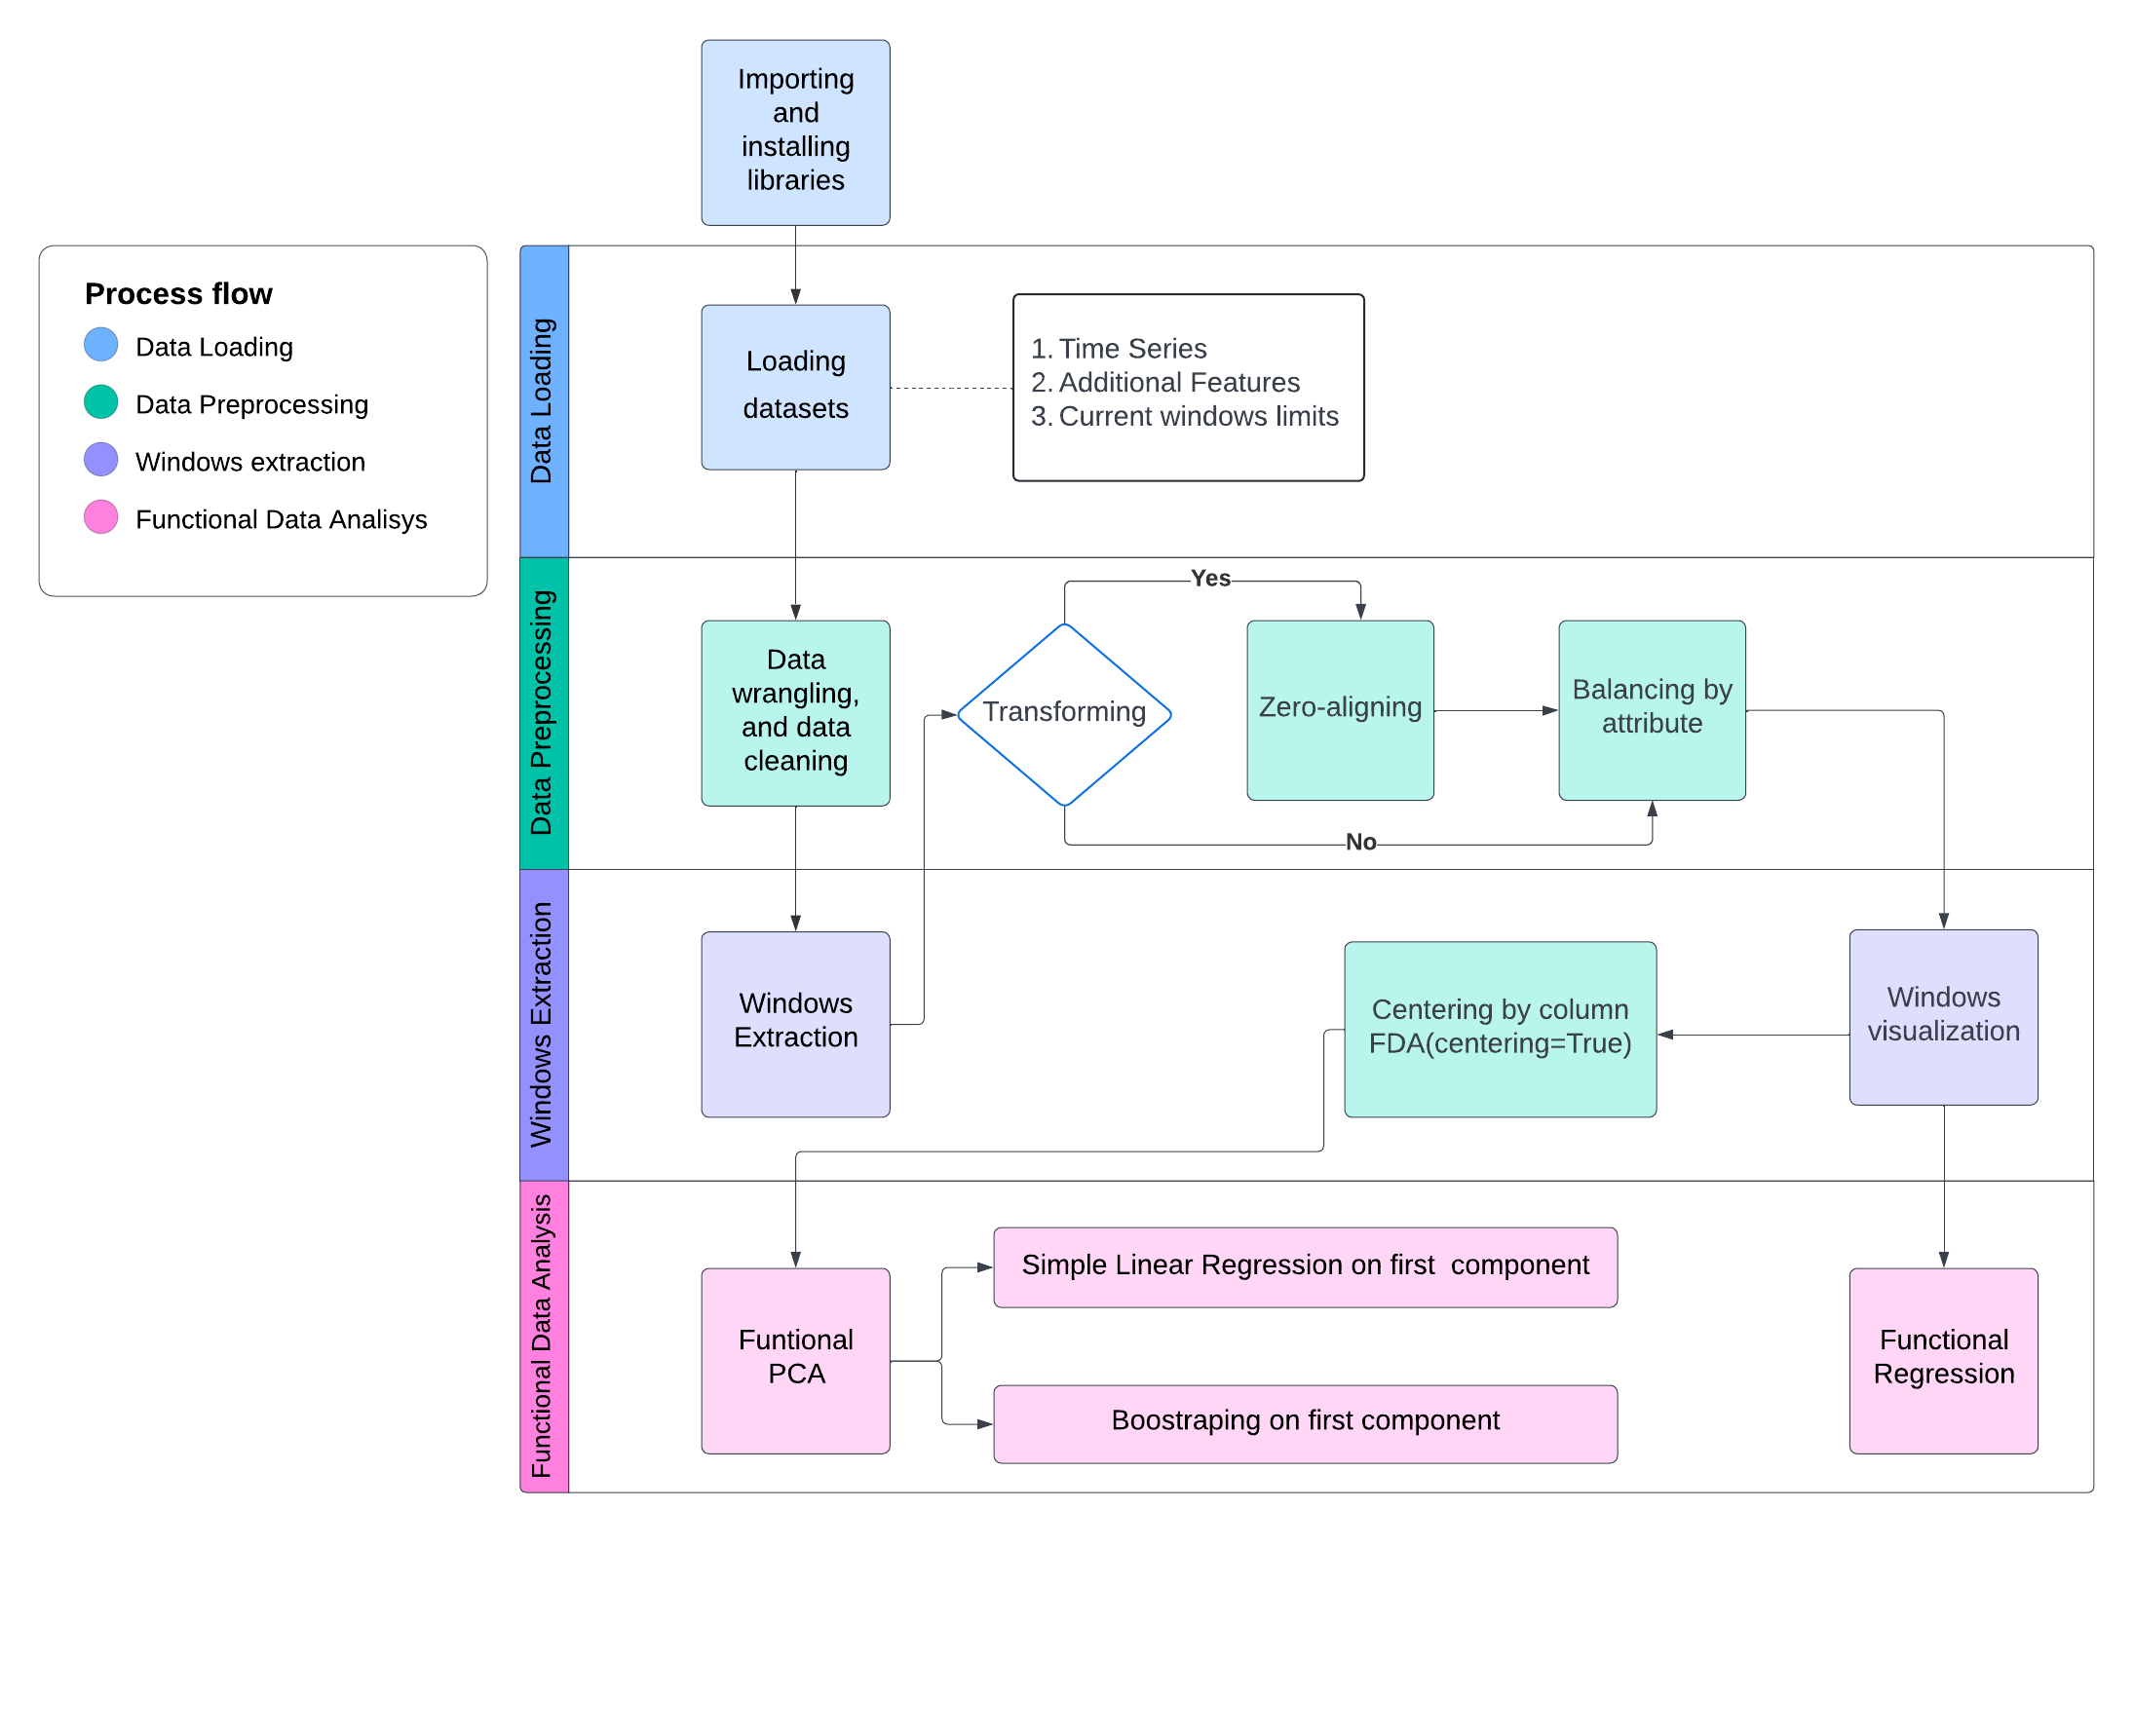 Importing
and
installing
libraries
Process flow
Data Loading
Data Preprocessing
Windows extraction
Functional Data Analisys
Data Loading
Loading
datasets
1. Time Series
2. Additional Features
3. Current windows limits
Data Preprocessing
Data
wrangling,
and data
cleaning
Transforming
Yes
No
Zero-aligning
Balancing by
attribute
Windows Extraction
Windows
Extraction
Centering by column
FDA(centering=True)
Windows
visualization
Functional Data Analysis
Funtional
PCA
Simple Linear Regression on first  component
Boostraping on first component
Functional
Regression